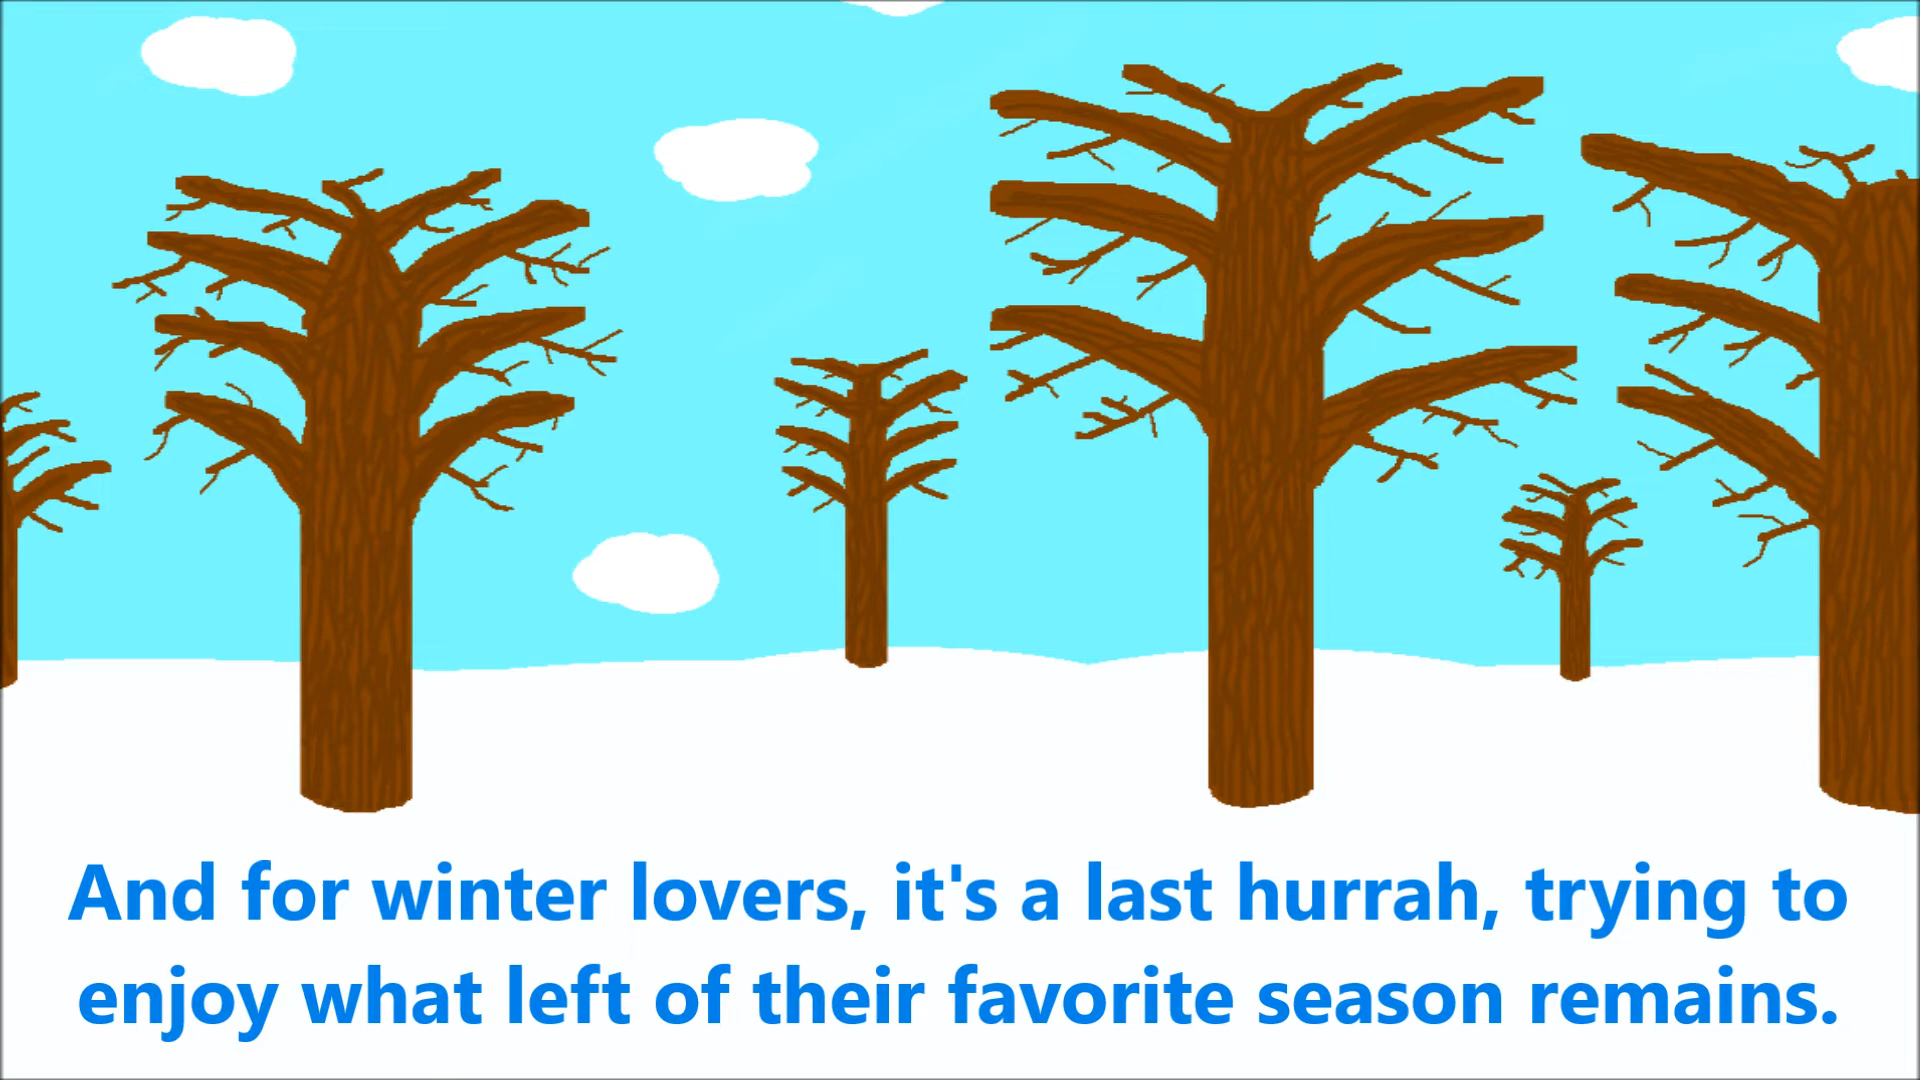 And for winter lovers, it's a last hurrah, trying to
enjoy what left of their favorite season remains.